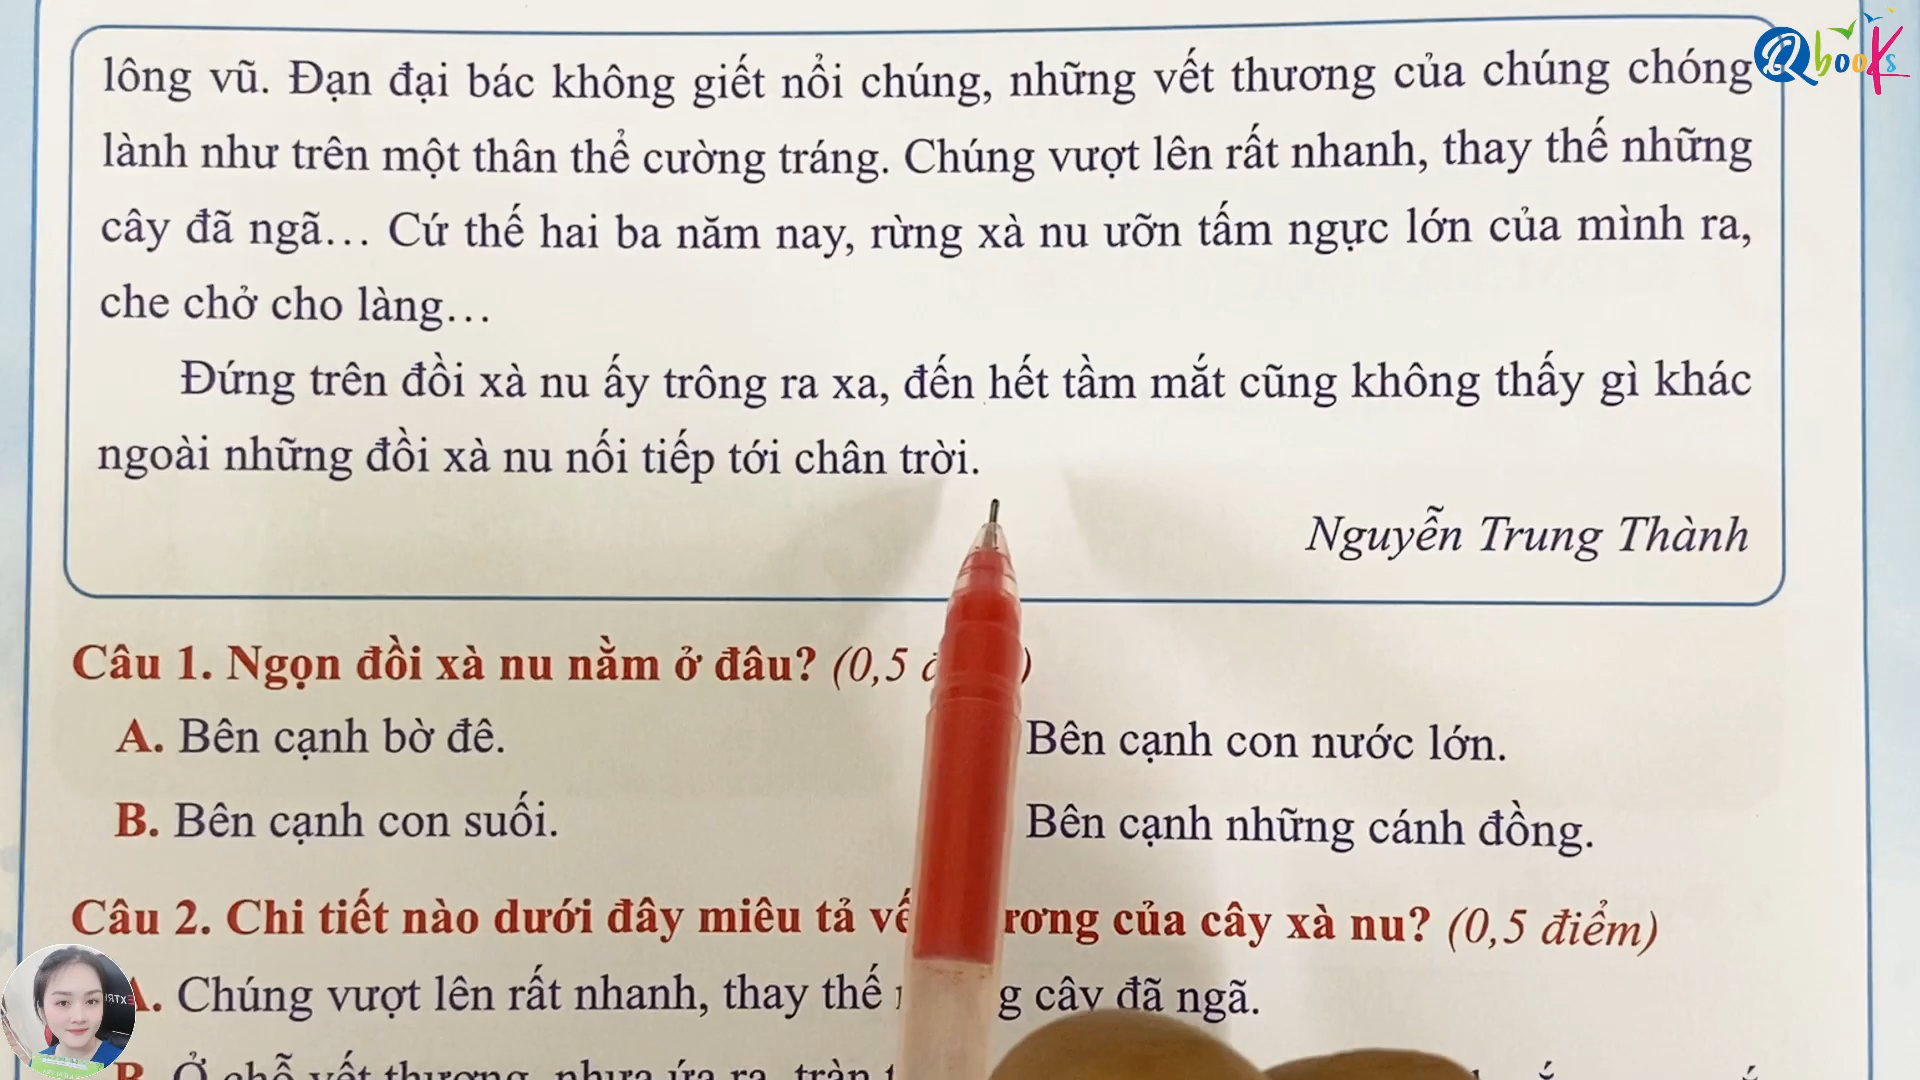 Qbooks
lông vũ. Đạn đại bác không giết nổi chúng, những vết thương của chúng chóng
lành như trên một thân thể cường tráng. Chúng vượt lên rất nhanh, thay thế những
cây đã ngã... Cứ thế hai ba năm nay, rừng xà nu ưỡn tấm ngực lớn của mình ra,
che chở cho làng...
Đứng trên đồi xà nu ấy trông ra xa, đến hết tầm mắt cũng không thấy gì khác
ngoài những đồi xà nu nối tiếp tới chân trời.
Nguyễn Trung Thành
Câu 1. Ngọn đồi xà nu nằm ở đâu? (0,5 )
A. Bên cạnh bờ đê. Bên cạnh con nước lớn.
B. Bên cạnh con suối. Bên cạnh những cánh đồng.
Câu 2. Chi tiết nào dưới đây miêu tả của cây xà nu? (0,5 điểm)
A. Chúng vượt lên rất nhanh, thay thế cây đã ngã.
B. Ở chỗ vết thương, nhựa ứa ra, tràn